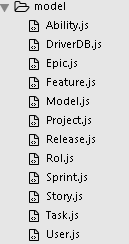 model
Ability.js
DriverDB.js
Epic.js
Feature.js
Model.js
Project.js
Release.js
Rol.js
Sprint.js
Story.js
Task.js
User.js